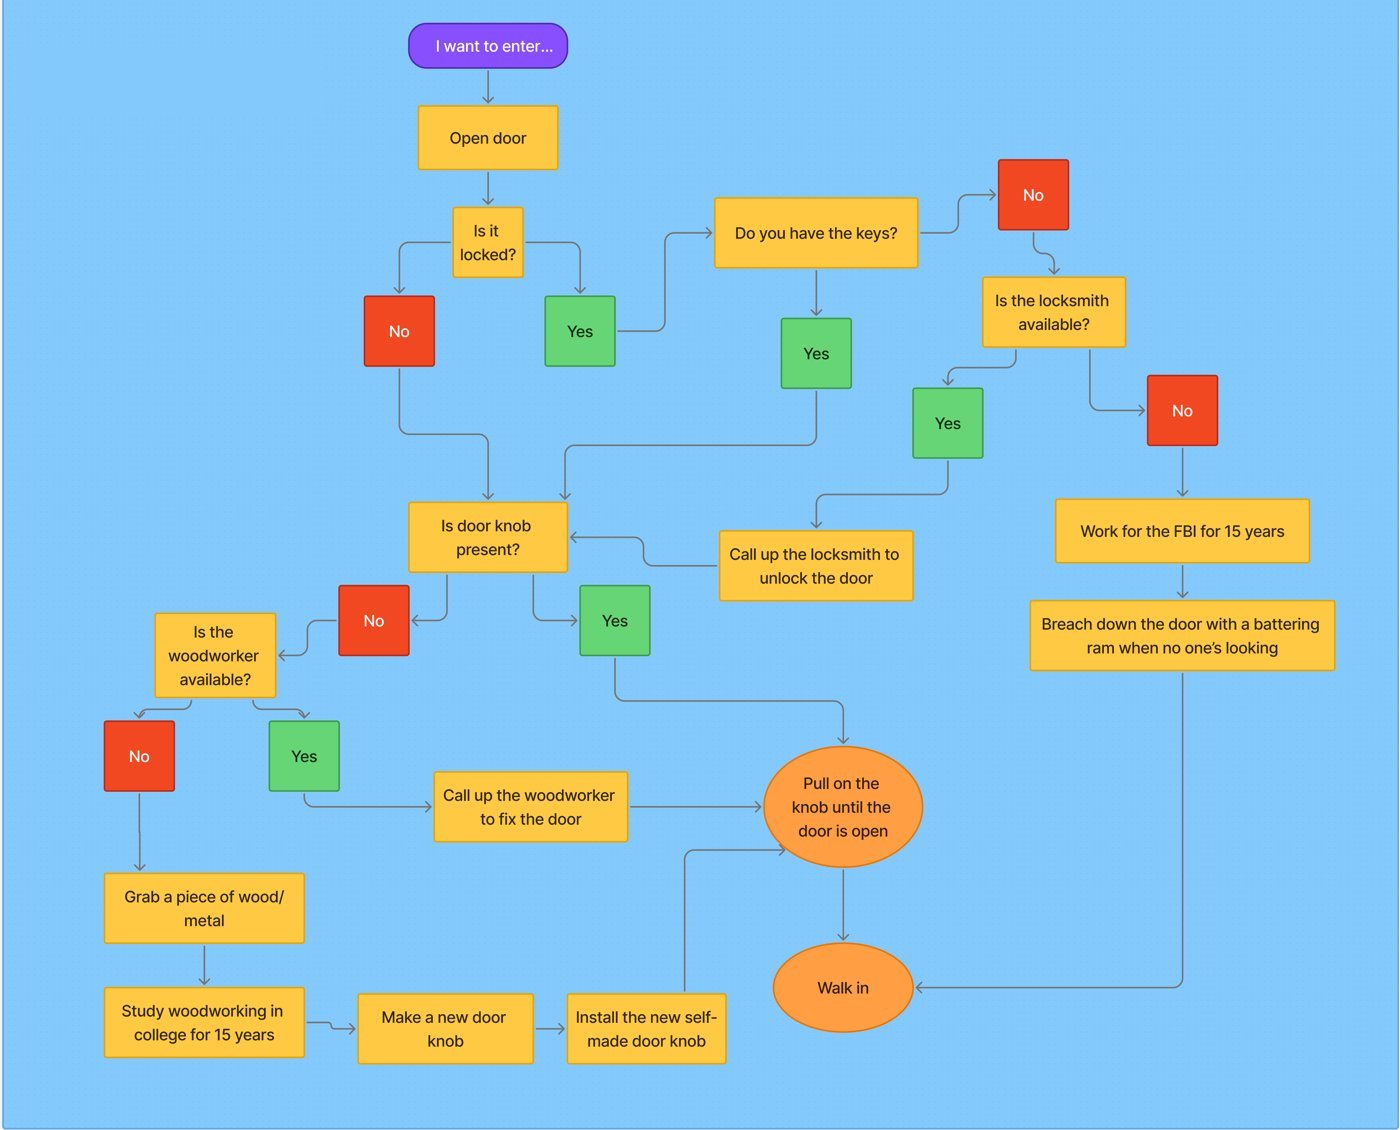 I want to enter...
Open door
Is it
locked?
No
Yes
Do you have the keys?
No
Yes
Is the locksmith
available?
Yes
No
Call up the locksmith to
unlock the door
Work for the FBI for 15 years
Breach down the door with a battering
ram when no one's looking
Is door knob
present?
No
Yes
Is the
woodworker
available?
No
Yes
Call up the woodworker
to fix the door
Pull on the
knob until the
door is open
Grab a piece of wood/
metal
Study woodworking in
college for 15 years
Make a new door
knob
Install the new self-
made door knob
Walk in